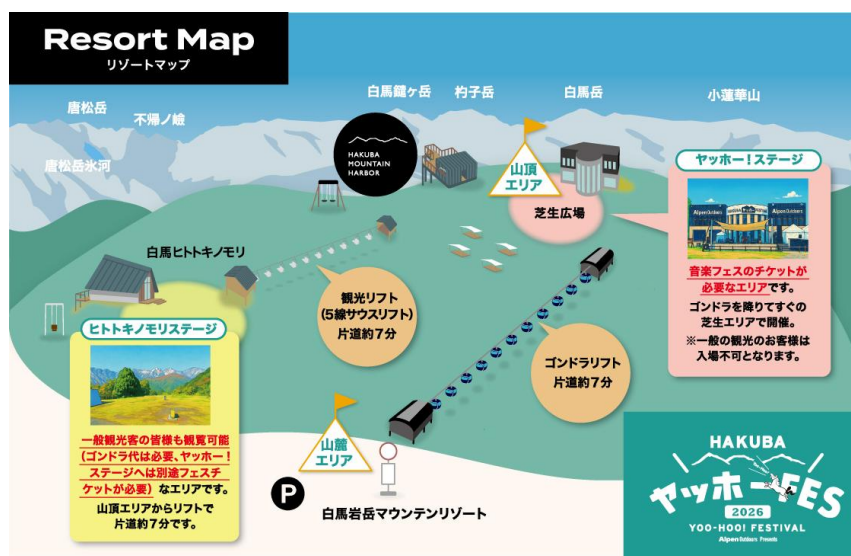 Resort Map
リゾートマップ
唐松岳
不帰ノ嶮
唐松岳氷河
白馬鑓ヶ岳
杓子岳
白馬岳
小蓮華山
HAKUBA
MOUNTAIN
HARBOR
山頂
エリア
芝生広場
ヤッホー!ステージ
Alpen Outdoors
Alpen Outdoors
音楽フェスのチケットが
必要なエリアです。
ゴンドラを降りてすぐの
芝生エリアで開催。
※一般の観光のお客様は
入場不可となります。
白馬ヒトトキノモリ
観光リフト
(5線サウスリフト)
片道約7分
ゴンドラリフト
片道約7分
ヒトトキノモリステージ
一般観光客の皆様も観覧可能
(ゴンドラ代は必要、ヤッホー!
ステージへは別途フェスチ
ケットが必要)なエリアです。
山頂エリアからリフトで
片道約7分です。
山麓
エリア
P
白馬岩岳マウンテンリゾート
HAKUBA
ヤッホーFES
2026
YOO-HOO! FESTIVAL
Alpen Outdoors Presents